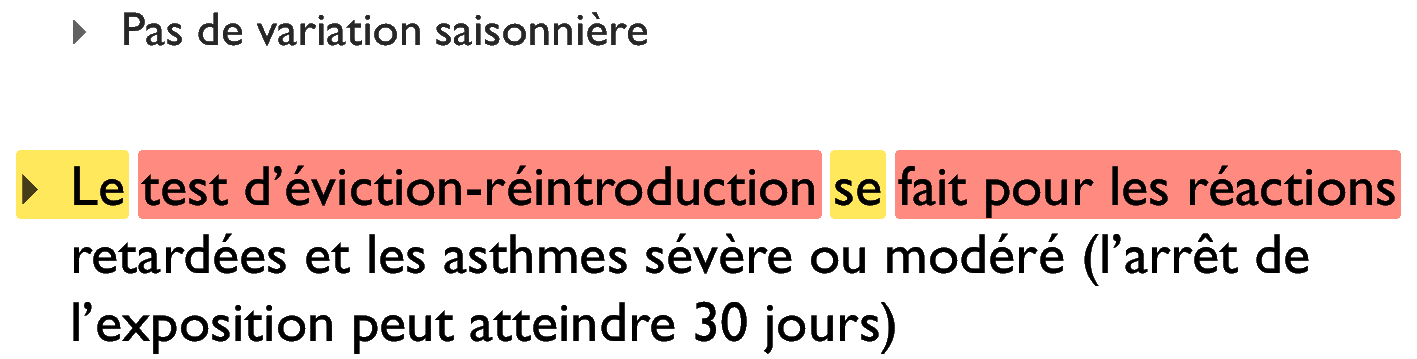 Pas de variation saisonnière
Le test d’éviction-réintroduction se fait pour les réactions
retardées et les asthmes sévère ou modéré (l’arrêt de
l’exposition peut atteindre 30 jours)